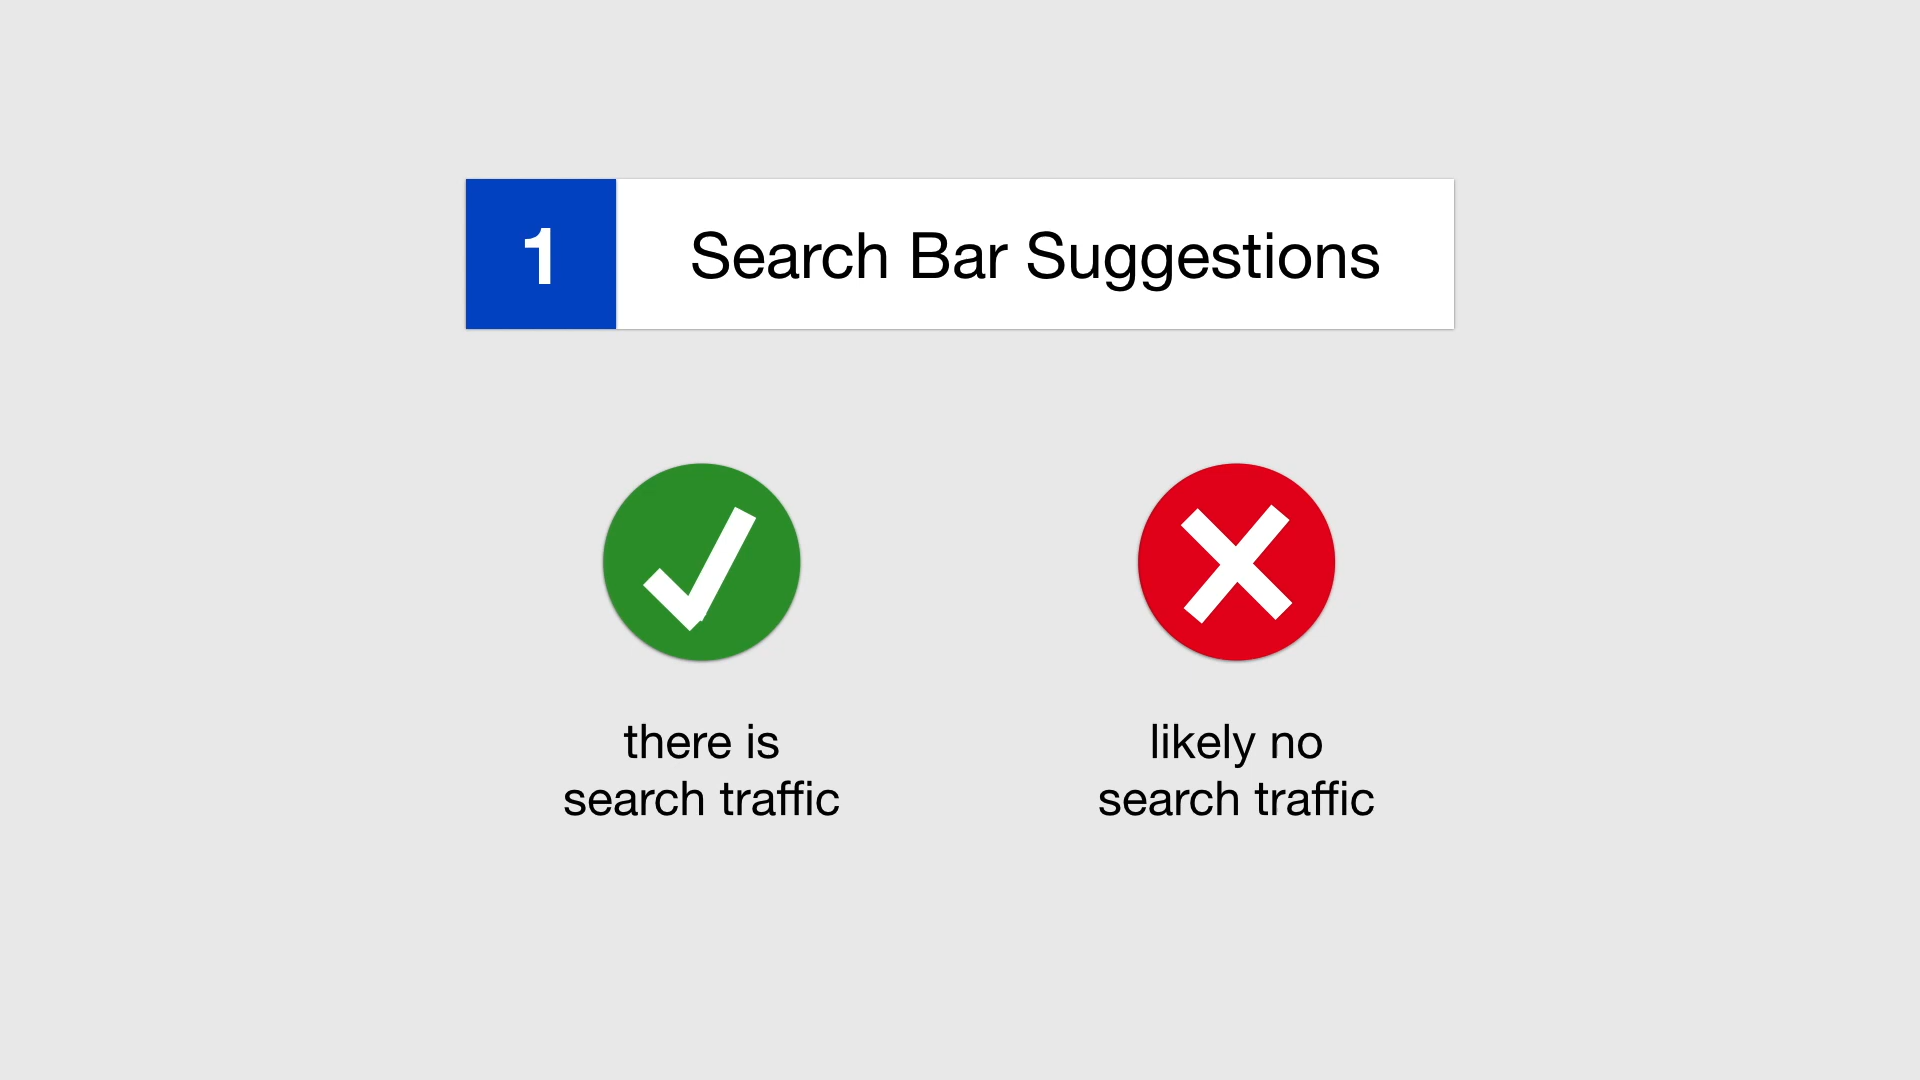 1
Search Bar Suggestions
there is
search traffic
likely no
search traffic